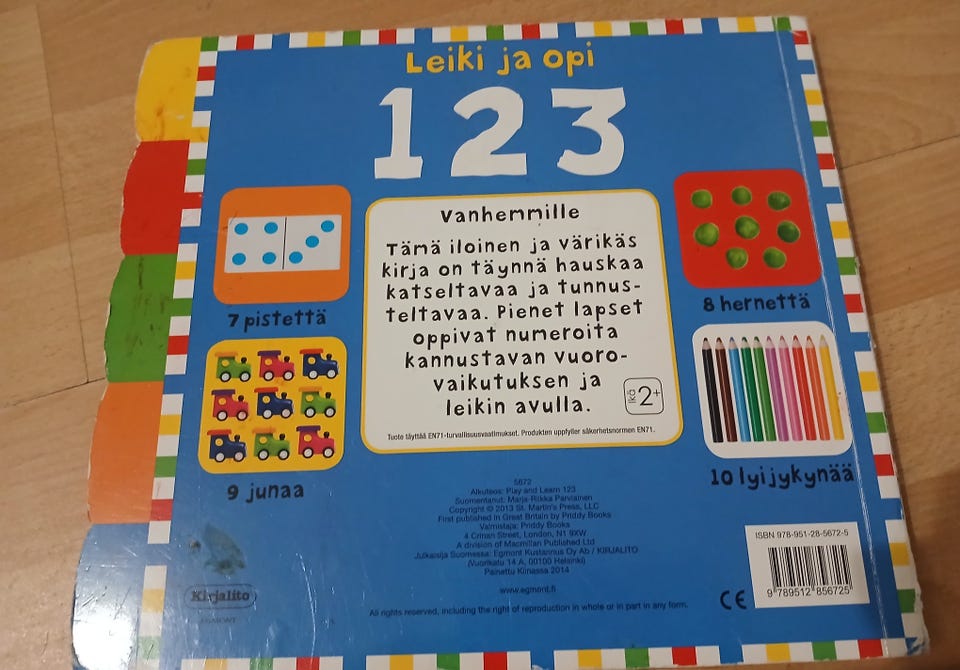 Leiki ja opi
123
Vanhemmille
Tämä iloinen ja värikäs
kirja on täynnä hauskaa
katseltavaa ja tunnus-
teltavaa. Pienet lapset
oppivat numeroita
kannustavan vuoro-
vaikutuksen ja
leikin avulla.
Ikä 2+
Tuote täyttää EN71-turvallisuusvaatimukset. Produkten uppfyller säkerhetsnormen EN71.
7 pistettä
8 hernettä
9 junaa
10 lyijykynää
5672
Alkuteos: Play and Learn 123
Suomentanut: Marja-Riikka Parviainen
Copyright © 2013 St. Martin's Press, LLC
First published in Great Britain by Priddy Books
Valmistaja: Priddy Books
4 Crinan Street, London, N1 9XW
A division of Macmillan Published Ltd
Julkaisija Suomessa: Egmont Kustannus Oy Ab / KIRJALITO
(Vuorikatu 14 A, 00100 Helsinki)
Painettu Kiinassa 2014
www.egmont.fi
All rights reserved, including the right of reproduction in whole or in part in any form.
Kirjalito
EGMONT
CE
ISBN 978-951-28-5672-5
9 789512 856725